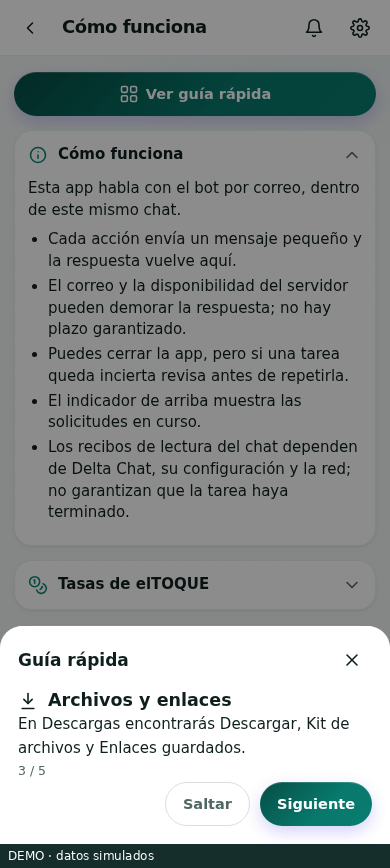 Cómo funciona
Ver guía rápida
Cómo funciona
Esta app habla con el bot por correo, dentro
de este mismo chat.
• Cada acción envía un mensaje pequeño y
la respuesta vuelve aquí.
• El correo y la disponibilidad del servidor
pueden demorar la respuesta; no hay
plazo garantizado.
• Puedes cerrar la app, pero si una tarea
queda incierta revisa antes de repetirla.
• El indicador de arriba muestra las
solicitudes en curso.
• Los recibos de lectura del chat dependen
de Delta Chat, su configuración y la red;
no garantizan que la tarea haya
terminado.
Tasas de elTOQUE
Guía rápida
Archivos y enlaces
En Descargas encontrarás Descargar, Kit de
archivos y Enlaces guardados.
3 / 5
Saltar
Siguiente
DEMO · datos simulados